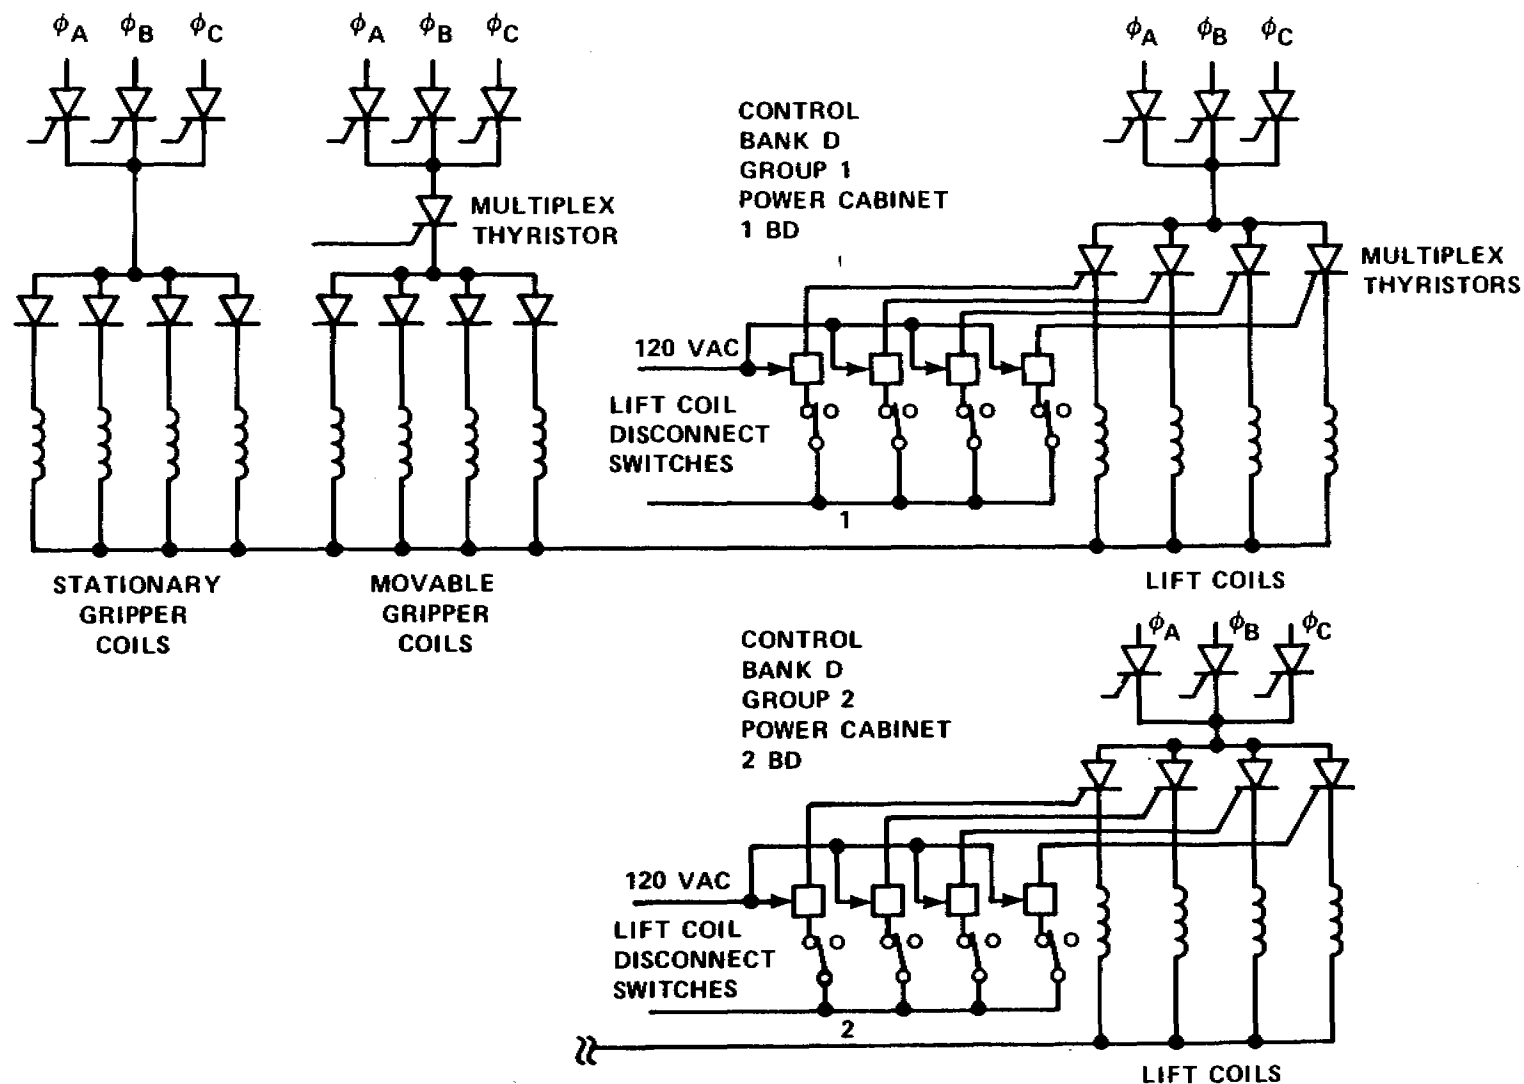 ϕA ϕB ϕC
ϕA ϕB ϕC
ϕA ϕB ϕC
CONTROL
BANK D
GROUP 1
POWER CABINET
1 BD
MULTIPLEX
THYRISTOR
MULTIPLEX
THYRISTORS
120 VAC
LIFT COIL
DISCONNECT
SWITCHES
1
STATIONARY
GRIPPER
COILS
MOVABLE
GRIPPER
COILS
LIFT COILS
CONTROL
BANK D
GROUP 2
POWER CABINET
2 BD
ϕA ϕB ϕC
120 VAC
LIFT COIL
DISCONNECT
SWITCHES
2
LIFT COILS